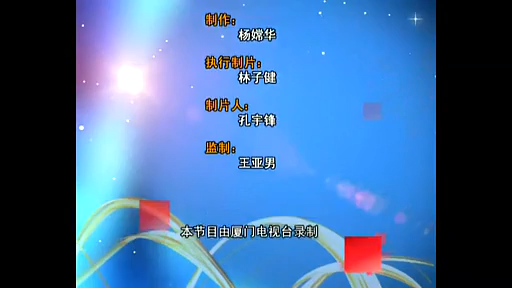 制作:
杨嫦华
执行制片:
林子健
制片人:
孔宇锋
监制:
王亚男
本节目由厦门电视台录制